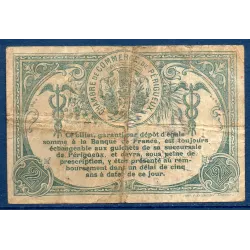 CHAMBRE DE COMMERCE DE PÉRIGUEUX
Ce billet, garanti par dépôt d'égale
somme à la Banque de France, est toujours
échangeable aux guichets de sa succursale
de Périgueux, et devra, sous peine de
prescription, y être présenté au rem-
boursement dans un délai de cinq
ans à dater de ce jour.